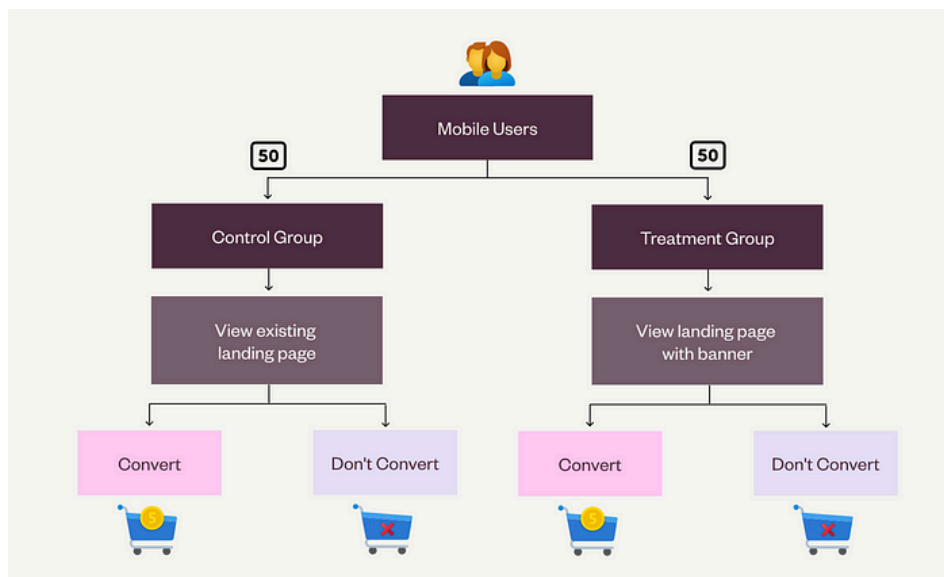 Mobile Users
50
50
Control Group
Treatment Group
View existing
landing page
View landing page
with banner
Convert
Don't Convert
Convert
Don't Convert